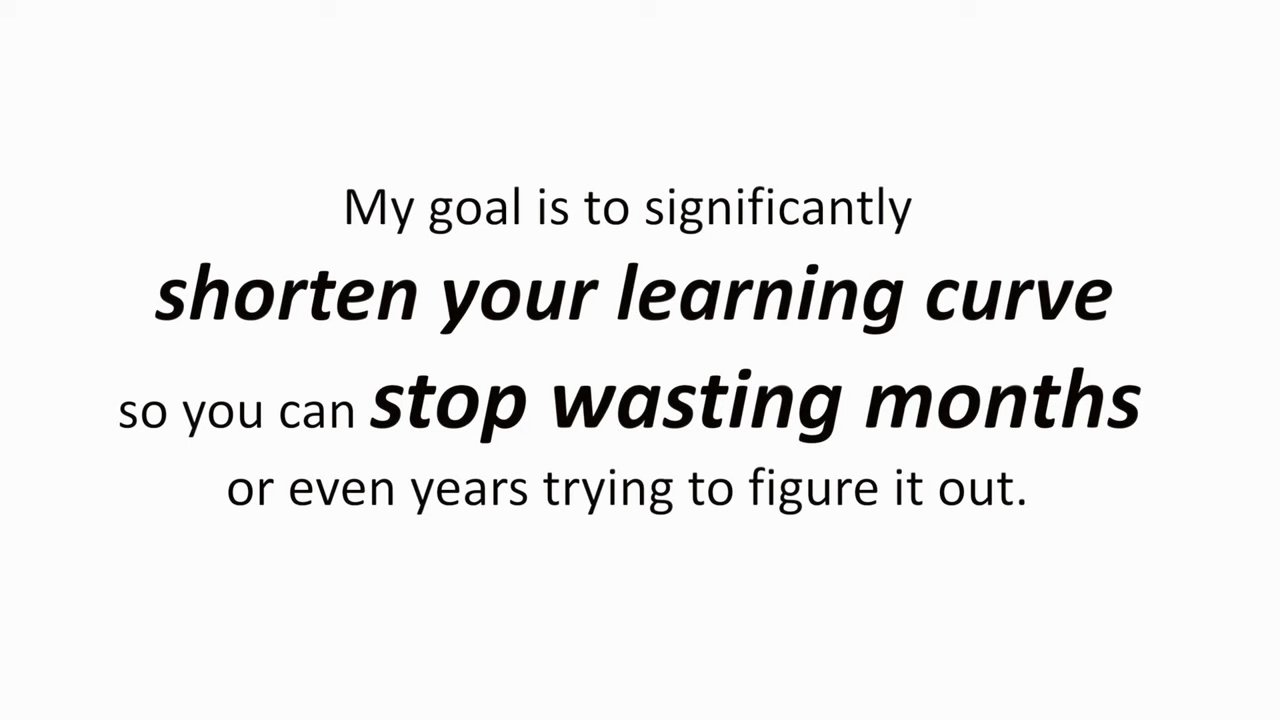 My goal is to significantly
shorten your learning curve
so you can stop wasting months
or even years trying to figure it out.